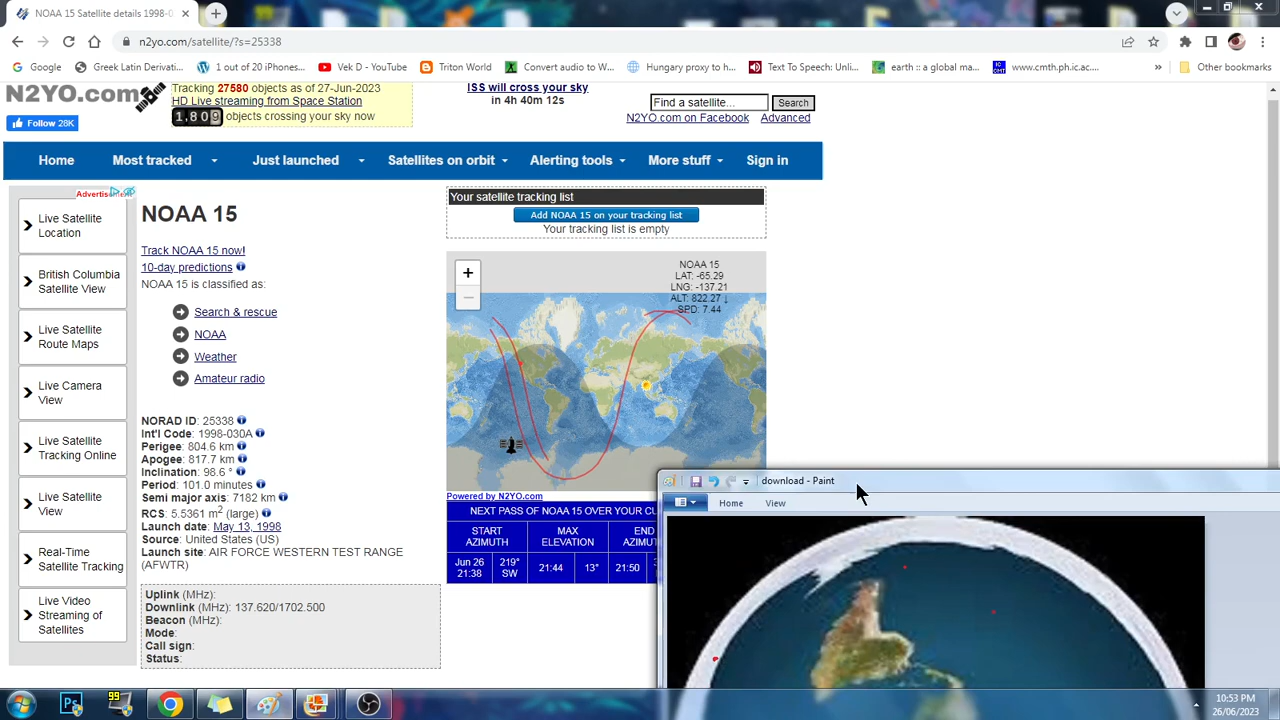 NOAA 15 Satellite details 1998-0
n2yo.com/satellite/?s=25338
Google
Greek Latin Derivati...
1 out of 20 iPhones...
Vek D - YouTube
Triton World
Convert audio to W...
Hungary proxy to h...
Text To Speech: Unl...
earth :: a global ma...
www.cmth.ph.ic.ac....
»
Other bookmarks
N2YO.com
Follow 28K
Tracking 27580 objects as of 27-Jun-2023
HD Live streaming from Space Station
1,809 objects crossing your sky now
ISS will cross your sky
in 4h 40m 12s
Find a satellite...
Search
N2YO.com on Facebook
Advanced
Home
Most tracked
Just launched
Satellites on orbit
Alerting tools
More stuff
Sign in
Advertisement
Live Satellite
Location
British Columbia
Satellite View
Live Satellite
Route Maps
Live Camera
View
Live Satellite
Tracking Online
Live Satellite
View
Real-Time
Satellite Tracking
Live Video
Streaming of
Satellites
NOAA 15
Track NOAA 15 now!
10-day predictions
NOAA 15 is classified as:
Search & rescue
NOAA
Weather
Amateur radio
NORAD ID: 25338
Int'l Code: 1998-030A
Perigee: 804.6 km
Apogee: 817.7 km
Inclination: 98.6 °
Period: 101.0 minutes
Semi major axis: 7182 km
RCS: 5.5361 m2 (large)
Launch date: May 13, 1998
Source: United States (US)
Launch site: AIR FORCE WESTERN TEST RANGE
(AFWTR)
Uplink (MHz):
Downlink (MHz): 137.620/1702.500
Beacon (MHz):
Mode:
Call sign:
Status:
Your satellite tracking list
Add NOAA 15 on your tracking list
Your tracking list is empty
+
−
NOAA 15
LAT: -65.29
LNG: -137.21
ALT: 822.27 ↓
SPD: 7.44
Powered by N2YO.com
NEXT PASS OF NOAA 15 OVER YOUR CU
START
AZIMUTH
MAX
ELEVATION
END
AZIMU
Jun 26
21:38
219°
SW
21:44
13°
21:50
download - Paint
Home
View
99
10:53 PM
26/06/2023